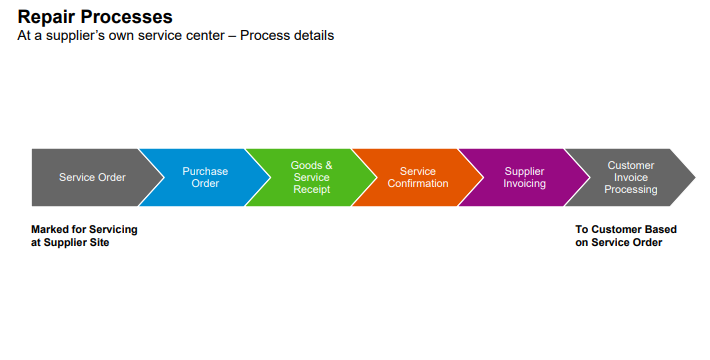 Repair Processes
At a supplier’s own service center – Process details
Service Order
Purchase
Order
Goods &
Service
Receipt
Service
Confirmation
Supplier
Invoicing
Customer
Invoice
Processing
Marked for Servicing
at Supplier Site
To Customer Based
on Service Order